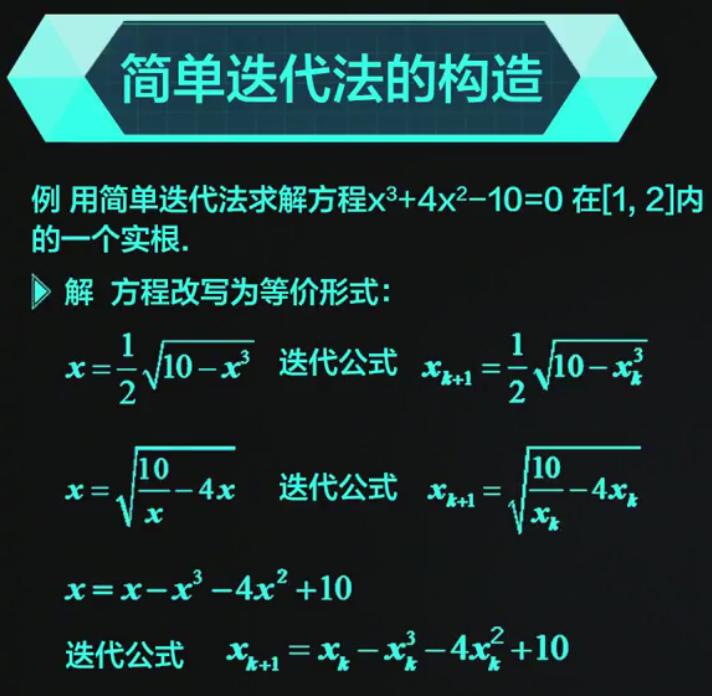 简单迭代法的构造
例 用简单迭代法求解方程x³+4x²−10=0 在[1, 2]内
的一个实根.
解 方程改写为等价形式：
x = \frac{1}{2}\sqrt{10-x^3} 迭代公式 x_{k+1} = \frac{1}{2}\sqrt{10-x_k^3}
x = \sqrt{\frac{10}{x}-4x} 迭代公式 x_{k+1} = \sqrt{\frac{10}{x_k}-4x_k}
x = x-x^3-4x^2+10
迭代公式 x_{k+1} = x_k-x_k^3-4x_k^2+10